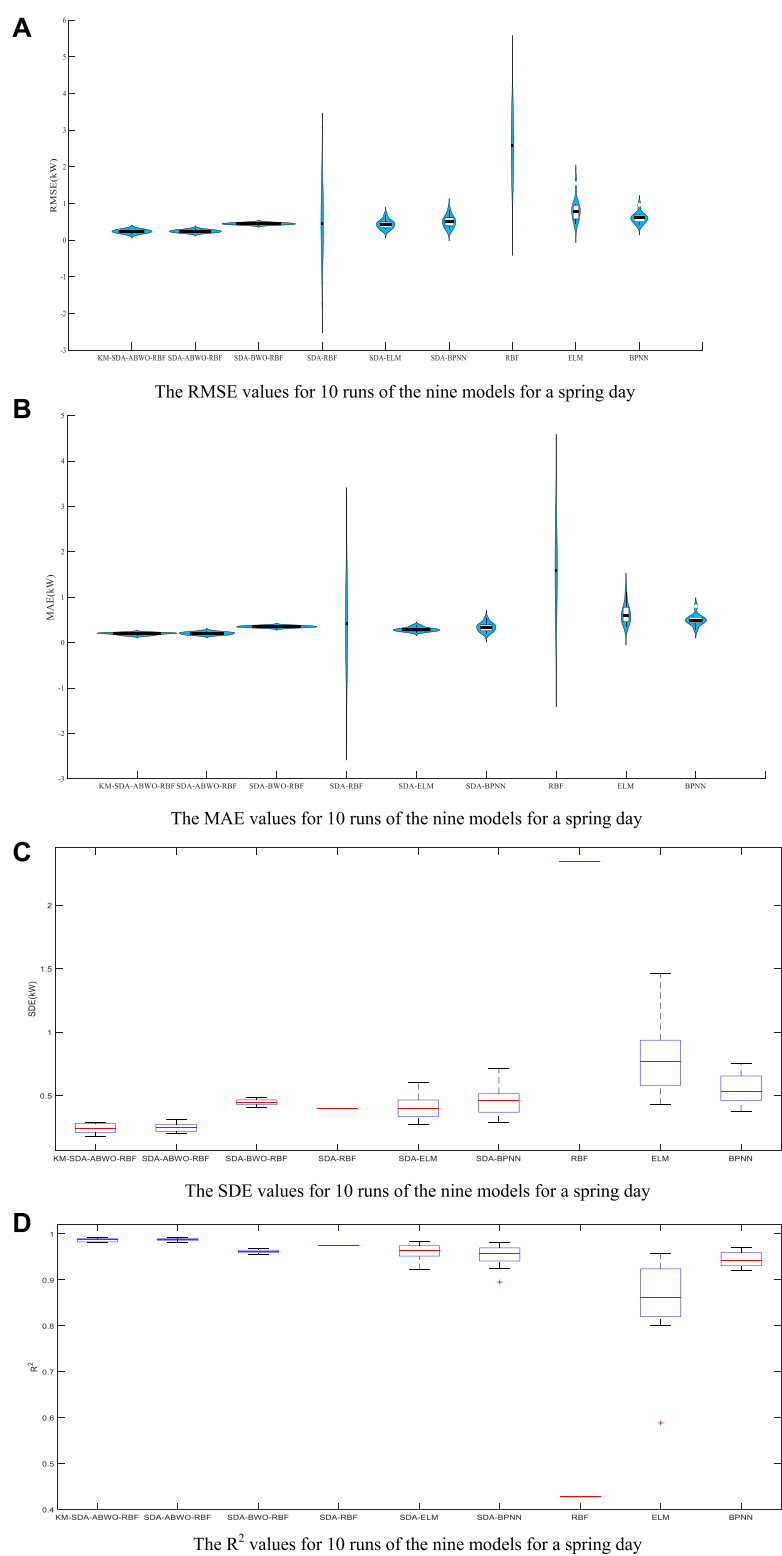 A
6
5
4
3
2
1
0
-1
-2
-3
RMSE(kW)
KM-SDA-ABWO-RBF SDA-ABWO-RBF SDA-BWO-RBF SDA-RBF SDA-ELM SDA-BPNN RBF ELM BPNN
The RMSE values for 10 runs of the nine models for a spring day
B
5
4
3
2
1
0
-1
-2
-3
MAE(kW)
KM-SDA-ABWO-RBF SDA-ABWO-RBF SDA-BWO-RBF SDA-RBF SDA-ELM SDA-BPNN RBF ELM BPNN
The MAE values for 10 runs of the nine models for a spring day
C
2
1.5
1
0.5
SDE(kW)
KM-SDA-ABWO-RBF SDA-ABWO-RBF SDA-BWO-RBF SDA-RBF SDA-ELM SDA-BPNN RBF ELM BPNN
The SDE values for 10 runs of the nine models for a spring day
D
1
0.9
0.8
0.7
0.6
0.5
0.4
R²
KM-SDA-ABWO-RBF SDA-ABWO-RBF SDA-BWO-RBF SDA-RBF SDA-ELM SDA-BPNN RBF ELM BPNN
The R² values for 10 runs of the nine models for a spring day